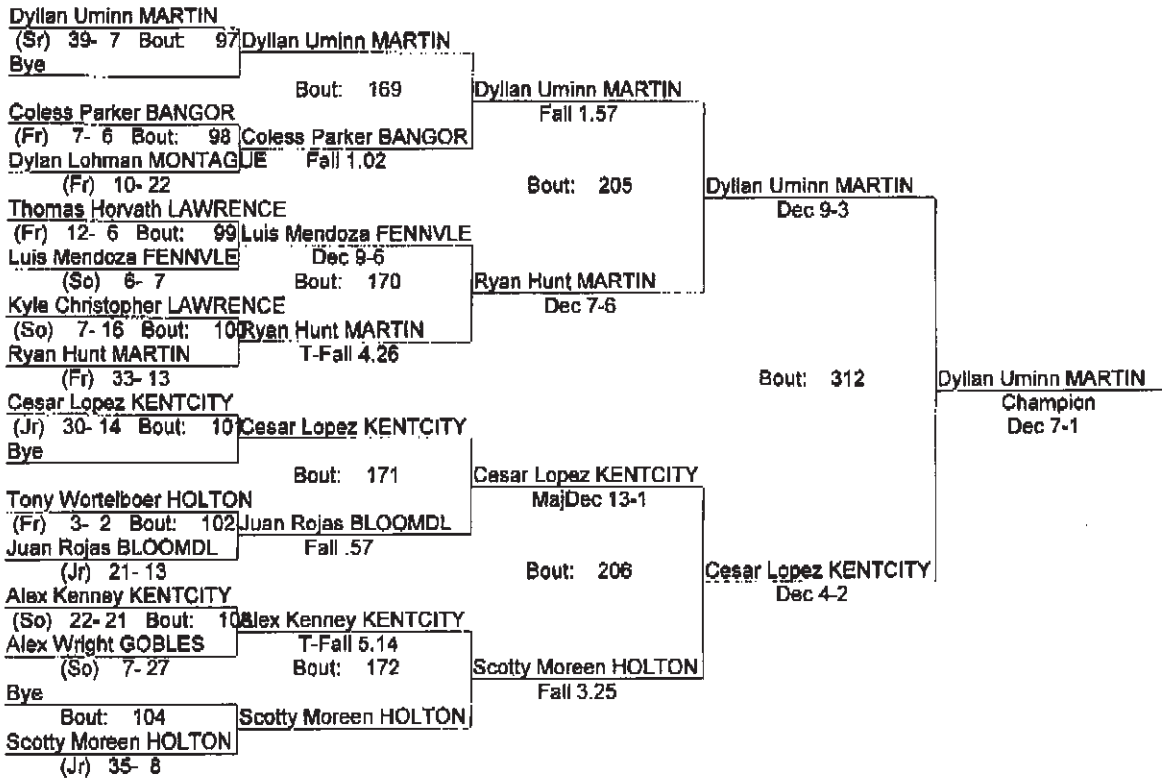 Dyllan Uminn MARTIN
(Sr) 39- 7 Bout: 97 Dyllan Uminn MARTIN
Bye
Bout: 169 Dyllan Uminn MARTIN
Fall 1.57
Coless Parker BANGOR
(Fr) 7- 6 Bout: 98 Coless Parker BANGOR
Dylan Lohman MONTAGUE Fall 1.02
(Fr) 10- 22
Bout: 205 Dyllan Uminn MARTIN
Dec 9-3
Thomas Horvath LAWRENCE
(Fr) 12- 6 Bout: 99 Luis Mendoza FENNVLE
Luis Mendoza FENNVLE Dec 9-6
(So) 6- 7 Bout: 170 Ryan Hunt MARTIN
Dec 7-6
Kyle Christopher LAWRENCE
(So) 7- 16 Bout: 100 Ryan Hunt MARTIN
Ryan Hunt MARTIN T-Fall 4.26
(Fr) 33- 13
Bout: 312 Dyllan Uminn MARTIN
Champion
Dec 7-1
Cesar Lopez KENTCITY
(Jr) 30- 14 Bout: 101 Cesar Lopez KENTCITY
Bye
Bout: 171 Cesar Lopez KENTCITY
MajDec 13-1
Tony Wortelboer HOLTON
(Fr) 3- 2 Bout: 102 Juan Rojas BLOOMDL
Juan Rojas BLOOMDL Fall .57
(Jr) 21- 13
Bout: 206 Cesar Lopez KENTCITY
Dec 4-2
Alex Kenney KENTCITY
(So) 22- 21 Bout: 103 Alex Kenney KENTCITY
Alex Wright GOBLES T-Fall 5.14
(So) 7- 27 Bout: 172 Scotty Moreen HOLTON
Fall 3.25
Bye
Bout: 104 Scotty Moreen HOLTON
Scotty Moreen HOLTON
(Jr) 35- 8